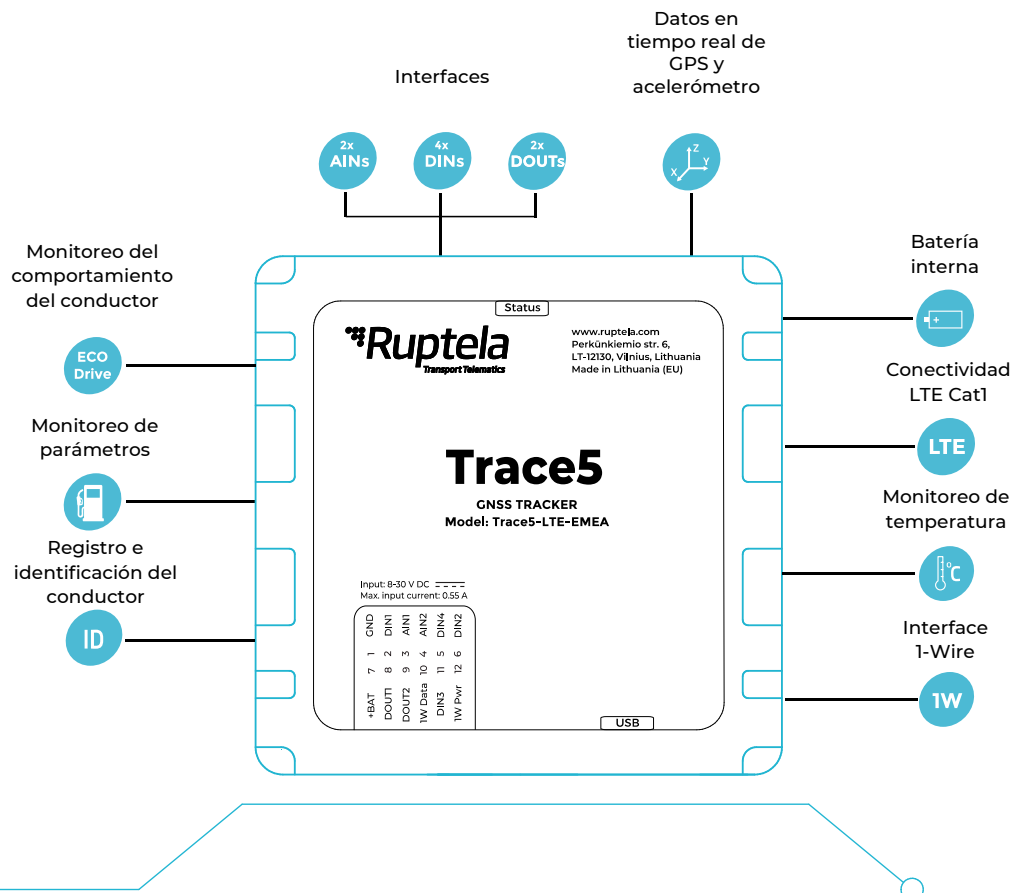 Datos en
tiempo real de
GPS y
acelerómetro
Interfaces
2x
AINs
4x
DINs
2x
DOUTs
Z
Y
X
Monitoreo del
comportamiento
del conductor
ECO
Drive
Monitoreo de
parámetros
Registro e
identificación del
conductor
ID
Status
Ruptela
Transport Telematics
www.ruptela.com
Perkūnkiemio str. 6,
LT-12130, Vilnius, Lithuania
Made in Lithuania (EU)
Trace5
GNSS TRACKER
Model: Trace5-LTE-EMEA
Input: 8-30 V DC
Max. input current: 0.55 A
GND DIN1 AIN1 AIN2 DIN4 DIN2
1 2 3 4 5 6
7 8 9 10 11 12
+BAT DOUT1 DOUT2 1W Data DIN3 1W Pwr
USB
Batería
interna
+
Conectividad
LTE Cat1
LTE
Monitoreo de
temperatura
°C
Interface
1-Wire
1W